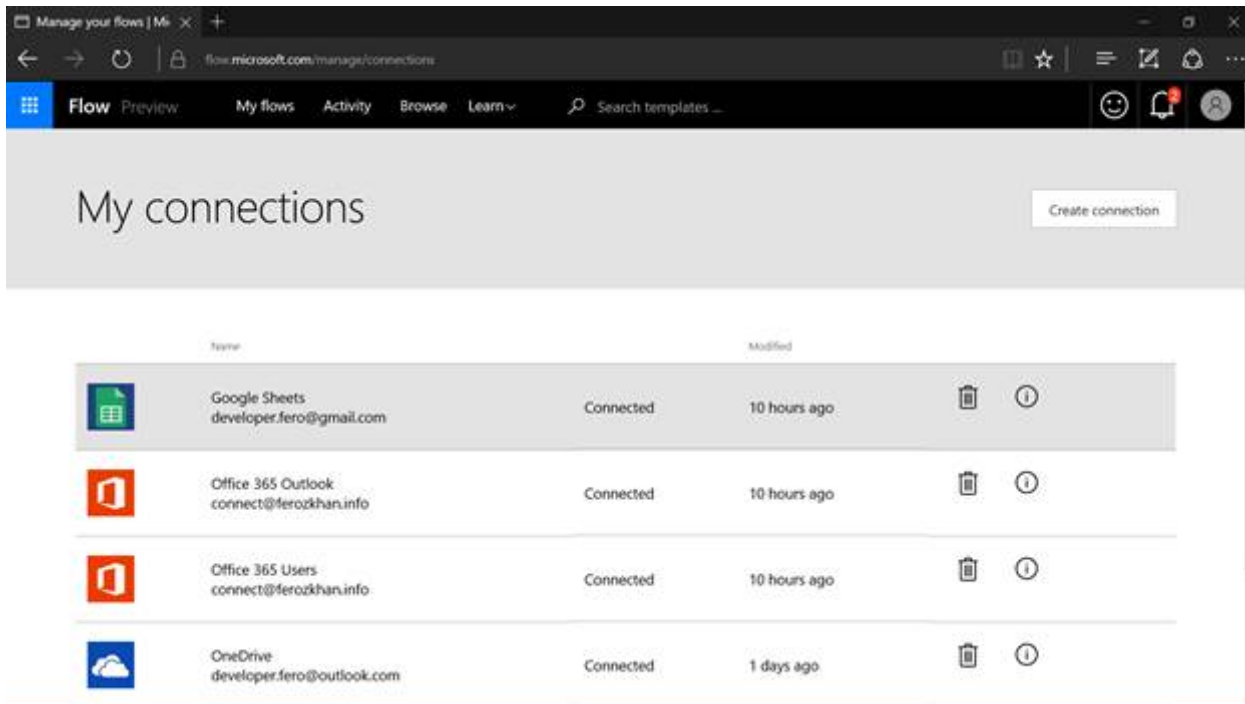 Manage your flows | Mi
flow.microsoft.com/manage/connections
Flow Preview My flows Activity Browse Learn Search templates ... 2
My connections
Create connection
Name Modified
Google Sheets
developer.fero@gmail.com
Connected 10 hours ago
Office 365 Outlook
connect@ferozkhan.info
Connected 10 hours ago
Office 365 Users
connect@ferozkhan.info
Connected 10 hours ago
OneDrive
developer.fero@outlook.com
Connected 1 days ago